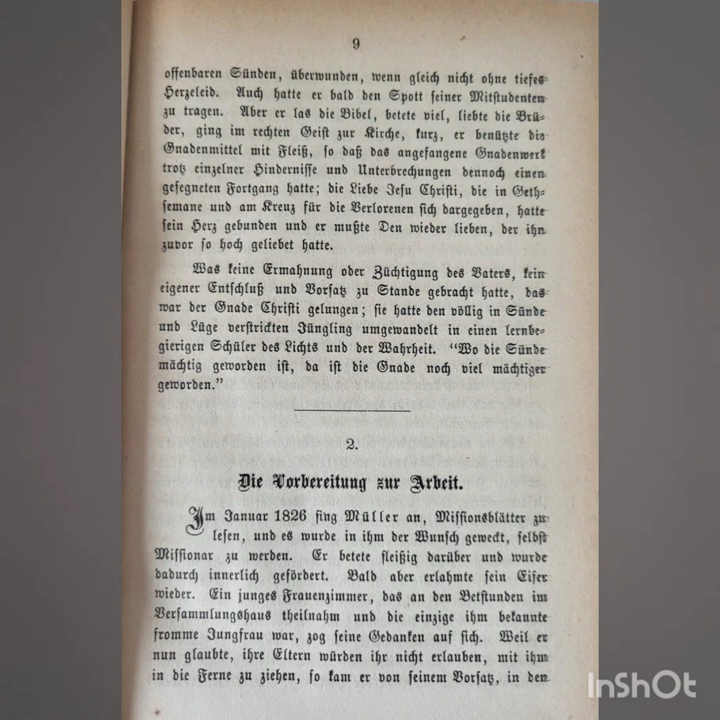 9
offenbaren Sünden, überwunden, wenn gleich nicht ohne tiefes
Herzeleid. Auch hatte er bald den Spott seiner Mitstudenten
zu tragen. Aber er las die Bibel, betete viel, liebte die Brü-
der, ging im rechten Geist zur Kirche, kurz, er benützte die
Gnadenmittel mit Fleiß, so daß das angefangene Gnadenwerk
trotz einzelner Hindernisse und Unterbrechungen dennoch einen
gesegneten Fortgang hatte; die Liebe Jesu Christi, die in Geth-
semane und am Kreuz für die Verlorenen sich dargegeben, hatte
sein Herz gebunden und er mußte Den wieder lieben, der ihn
zuvor so hoch geliebet hatte.
Was keine Ermahnung oder Züchtigung des Vaters, kein
eigener Entschluß und Vorsatz zu Stande gebracht hatte, das
war der Gnade Christi gelungen; sie hatte den völlig in Sünde
und Lüge verstrickten Jüngling umgewandelt in einen lernbe-
gierigen Schüler des Lichts und der Wahrheit. “Wo die Sünde
mächtig geworden ist, da ist die Gnade noch viel mächtiger
geworden.”
2.
Die Vorbereitung zur Arbeit.
Im Januar 1826 fing Müller an, Missionsblätter zu
lesen, und es wurde in ihm der Wunsch geweckt, selbst
Missionar zu werden. Er betete fleißig darüber und wurde
dadurch innerlich gefördert. Bald aber erlahmte sein Eifer
wieder. Ein junges Frauenzimmer, das an den Betstunden im
Versammlungshaus theilnahm und die einzige ihm bekannte
fromme Jungfrau war, zog seine Gedanken auf sich. Weil er
nun glaubte, ihre Eltern würden ihr nicht erlauben, mit ihm
in die Ferne zu ziehen, so kam er von seinem Vorsatz, in den
InShOt